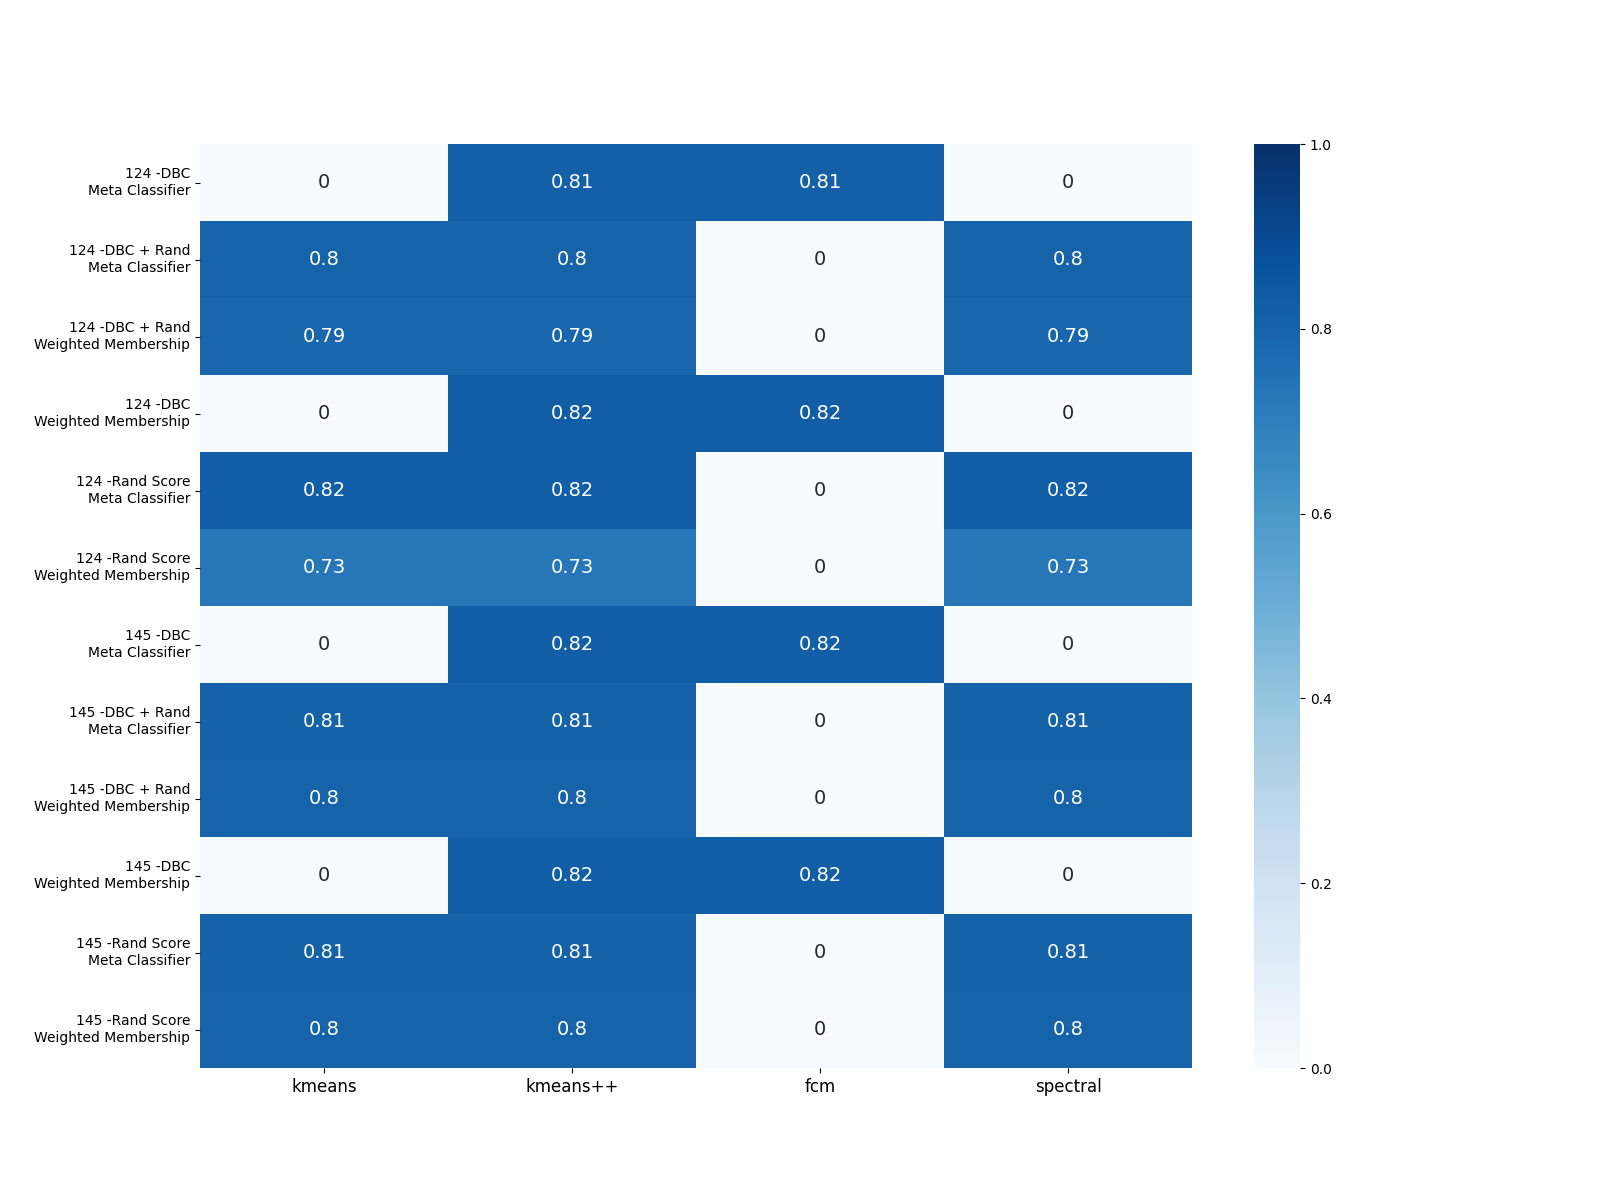 124 -DBC
Meta Classifier
0
0.81
0.81
0
124 -DBC + Rand
Meta Classifier
0.8
0.8
0
0.8
124 -DBC + Rand
Weighted Membership
0.79
0.79
0
0.79
124 -DBC
Weighted Membership
0
0.82
0.82
0
124 -Rand Score
Meta Classifier
0.82
0.82
0
0.82
124 -Rand Score
Weighted Membership
0.73
0.73
0
0.73
145 -DBC
Meta Classifier
0
0.82
0.82
0
145 -DBC + Rand
Meta Classifier
0.81
0.81
0
0.81
145 -DBC + Rand
Weighted Membership
0.8
0.8
0
0.8
145 -DBC
Weighted Membership
0
0.82
0.82
0
145 -Rand Score
Meta Classifier
0.81
0.81
0
0.81
145 -Rand Score
Weighted Membership
0.8
0.8
0
0.8
kmeans
kmeans++
fcm
spectral
1.0
0.8
0.6
0.4
0.2
0.0